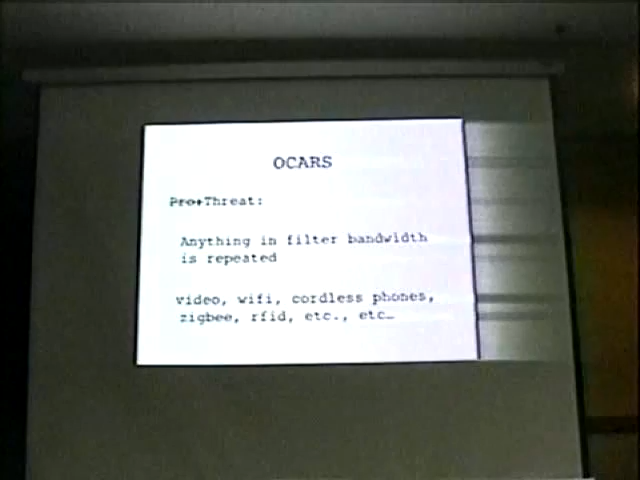 OCARS
Pro+Threat:
Anything in filter bandwidth
is repeated
video, wifi, cordless phones,
zigbee, rfid, etc., etc…